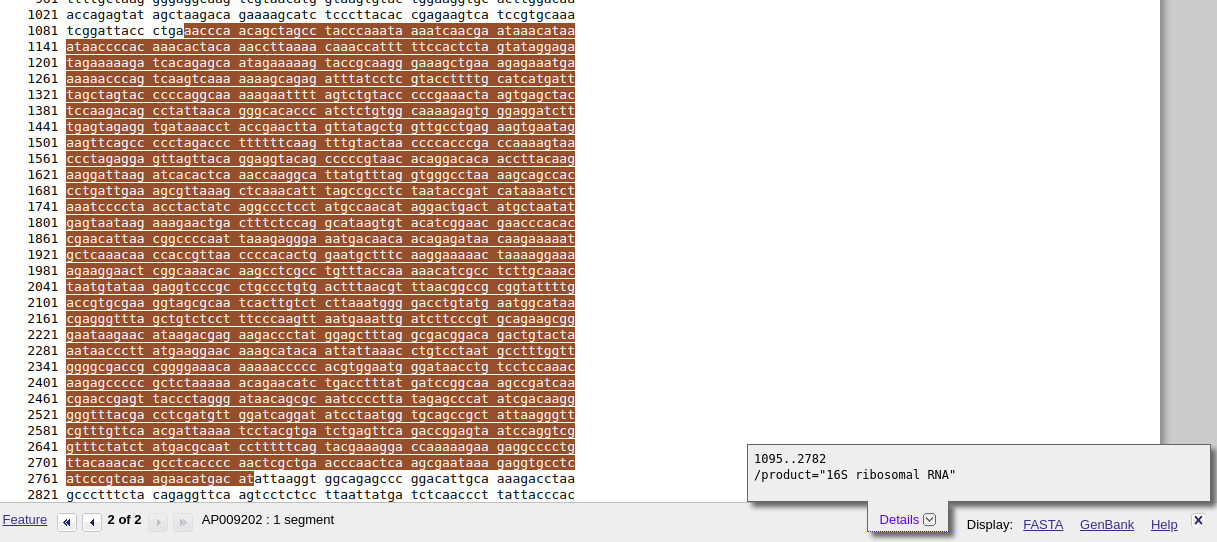 1021 accagagtat agctaagaca gaaaagcatc tcccttacac cgagaagtca tccgtgcaaa
1081 tcggattacc ctgaaaccca acagctagcc tacccaaata aaatcaacga ataaacataa
1141 ataaccccac aaacactaca aaccttaaaa caaaccattt ttccactctа gtataggaga
1201 tagaaaaaga tcacagagca atagaaaaag taccgcaagg gaaagctgaa agagaaatga
1261 aaaaacccag tcaagtcaaa aaaagcagag atttatcctc gtaccttttg catcatgatt
1321 tagctagtac ccccaggcaa aaagaatttt agtctgtacc cccgaaacta agtgagctac
1381 tccaagacag cctattaaca gggcacaccc atctctgtgg caaaagagtg ggaggatctt
1441 tgagtagagg tgataaacct accgaactta gttatagctg gttgcctgag aagtgaatag
1501 aagttcagcc ccctagaccc ttttttcaag tttgtactaa ccccacccga ccaaaagtaa
1561 ccctagagga gttagttaca ggaggtacag cccccgtaac acaggacaca accttacaag
1621 aaggattaag atcacactca aaccaaggca ttatgtttag gtgggcctaa aagcagccac
1681 cctgattgaa agcgttaaag ctcaaacatt tagccgcctc taataccgat cataaaatct
1741 aaatccccta acctactatc aggccctcct atgccaacat aggactgact atgctaatat
1801 gagtaataag aaagaactga ctttctccag gcataagtgt acatcggaac gaacccacac
1861 cgaacattaa cggccccaat taaagaggga aatgacaaca acagagataa caagaaaaat
1921 gctcaaacaa ccaccgttaa ccccacactg gaatgctttc aaggaaaaac taaaaggaaa
1981 agaaggaact cggcaaacac aagcctcgcc tgtttaccaa aaacatcgcc tcttgcaaac
2041 taatgtataa gaggtcccgc ctgccctgtg actttaacgt taacggccg cggtattttg
2101 accgtgcgaa ggtagcgcaa tcacttgtct cttaaatggg gacctgtatg aatggcataa
2161 cgagggttta gctgtctcct ttcccaagtt aatgaaattg atcttcccgt gcagaagcgg
2221 gaataagaac ataagacgag aagaccctat ggagctttag gcgacggaca gactgtacta
2281 aataaccctt atgaaggaac aaagcataca attattaaac ctgtcctaat gcctttggtt
2341 ggggcgaccg cggggaaaca aaaaaccccc acgtggaatg ggataacctg tcctccaaac
2401 aagagccccc gctctaaaaa acagaacatc tgacctttat gatccggcaa agccgatcaa
2461 cgaaccgagt taccctaggg ataacagcgc aatcccctta tagagcccat atcgacaagg
2521 gggtttacga cctcgatgtt ggatcaggat atcctaatgg tgcagccgct attaagggtt
2581 cgtttgttca acgattaaaa tcctacgtga tctgagttca gaccggagta atccaggtcg
2641 gtttctatct atgacgcaat cctttttcag tacgaaagga ccaaaaagaa gaggcccctg
2701 ttacaaacac gcctcacccc aactcgctga acccaactca agcgaataaa gaggtgcctc
2761 atcccgtcaa agaacatgac atattaaggt ggcagagccc ggacattgca aaagacctaa
2821 gccctttcta cagaggttca agtcctctcc ttaattatga tctcaaccct tattacccac
1095..2782
/product="16S ribosomal RNA"
Feature 2 of 2 AP009202 : 1 segment Details Display: FASTA GenBank Help X